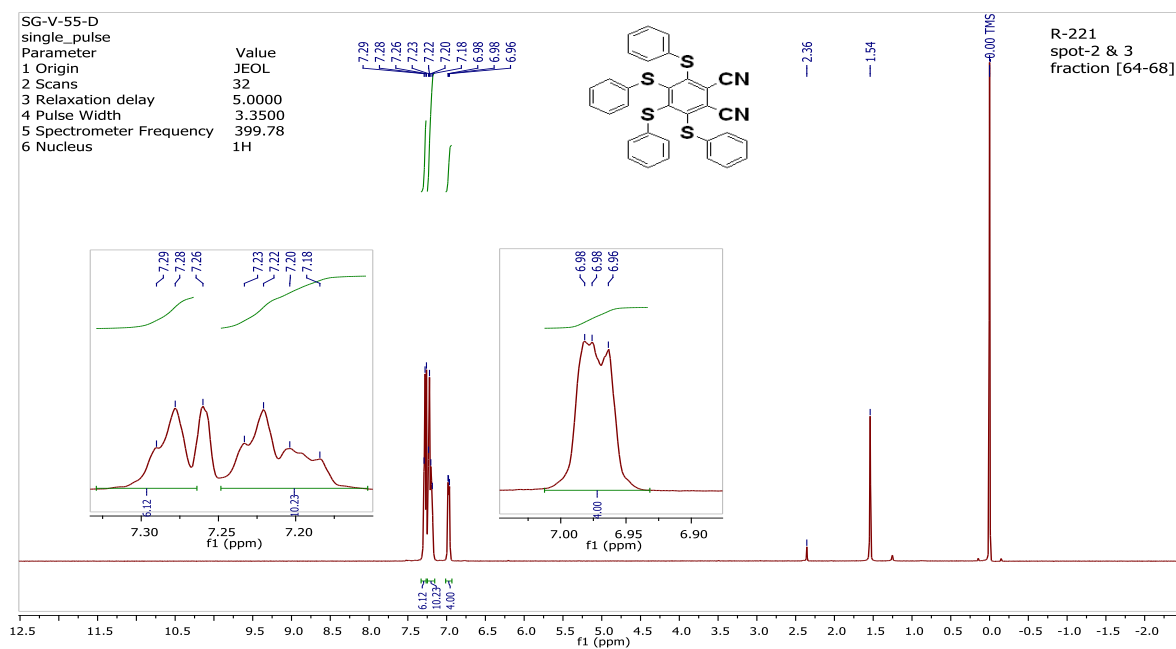 SG-V-55-D
single_pulse
Parameter Value
1 Origin JEOL
2 Scans 32
3 Relaxation delay 5.0000
4 Pulse Width 3.3500
5 Spectrometer Frequency 399.78
6 Nucleus 1H
7.29
7.28
7.26
7.23
7.22
7.20
7.18
6.98
6.98
6.96
S
S
S
S
CN
CN
2.36
1.54
0.00 TMS
R-221
spot-2 & 3
fraction [64-68]
7.29
7.28
7.26
7.23
7.22
7.20
7.18
6.12
10.23
7.30 7.25 7.20
f1 (ppm)
6.98
6.98
6.96
4.00
7.00 6.95 6.90
f1 (ppm)
6.12
10.23
4.00
12.5 11.5 10.5 9.5 9.0 8.5 8.0 7.5 7.0 6.5 6.0 5.5 5.0 4.5 4.0 3.5 3.0 2.5 2.0 1.5 1.0 0.5 0.0 -0.5 -1.0 -1.5 -2.0
f1 (ppm)